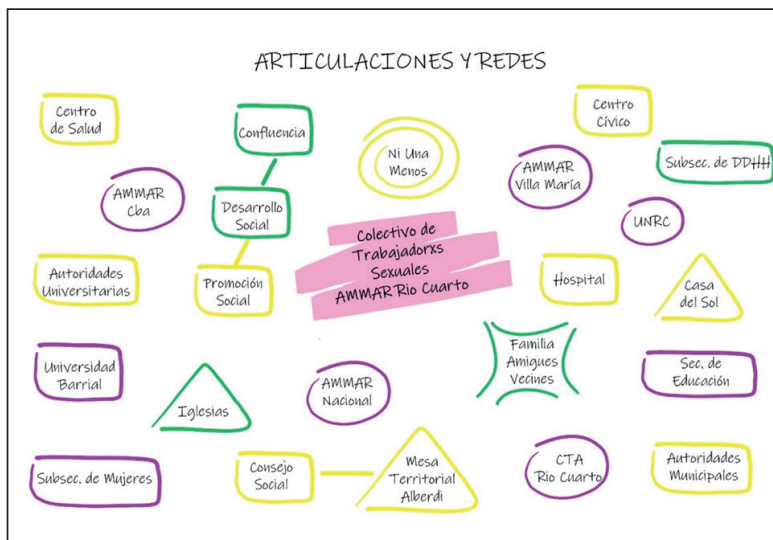 ARTICULACIONES Y REDES
Centro
de Salud
Confluencia
Ni Una
Menos
Centro
Cívico
AMMAR
Villa María
Subsec. de DDHH
AMMAR
Cba
Desarrollo
Social
UNRC
Colectivo de
Trabajadorxs
Sexuales
AMMAR Rio Cuarto
Autoridades
Universitarias
Promoción
Social
Hospital
Casa
del Sol
Universidad
Barrial
Iglesias
AMMAR
Nacional
Familia
Amigues
Vecines
Sec. de
Educación
Subsec. de Mujeres
Consejo
Social
Mesa
Territorial
Alberdi
CTA
Rio Cuarto
Autoridades
Municipales